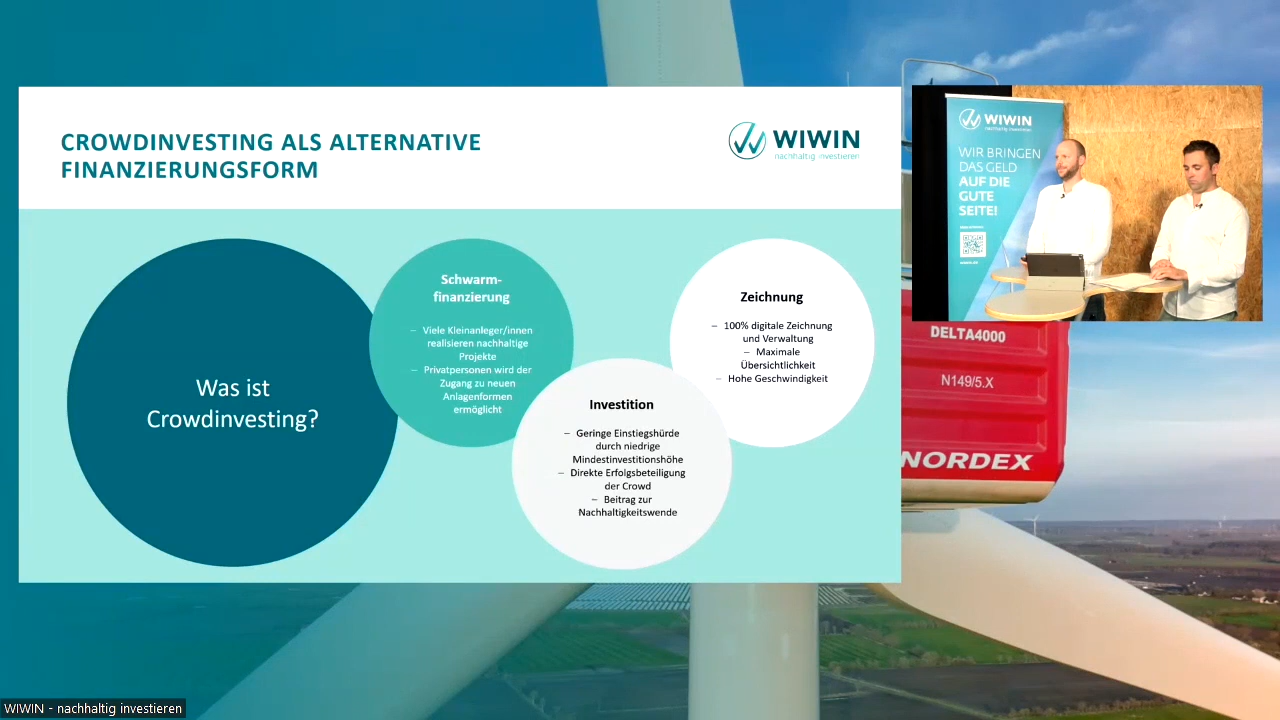 CROWDINVESTING ALS ALTERNATIVE
FINANZIERUNGSFORM
WIWIN
nachhaltig investieren
Was ist
Crowdinvesting?
Schwarm-
finanzierung
– Viele Kleinanleger/innen
realisieren nachhaltige
Projekte
– Privatpersonen wird der
Zugang zu neuen
Anlagenformen
ermöglicht
Investition
– Geringe Einstiegshürde
durch niedrige
Mindestinvestitionshöhe
– Direkte Erfolgsbeteiligung
der Crowd
– Beitrag zur
Nachhaltigkeitswende
Zeichnung
– 100% digitale Zeichnung
und Verwaltung
– Maximale
Übersichtlichkeit
– Hohe Geschwindigkeit
WIWIN
nachhaltig investieren
WIR BRINGEN
DAS GELD
AUF DIE
GUTE
SEITE!
DELTA4000
N149/5.X
NORDEX
WIWIN - nachhaltig investieren